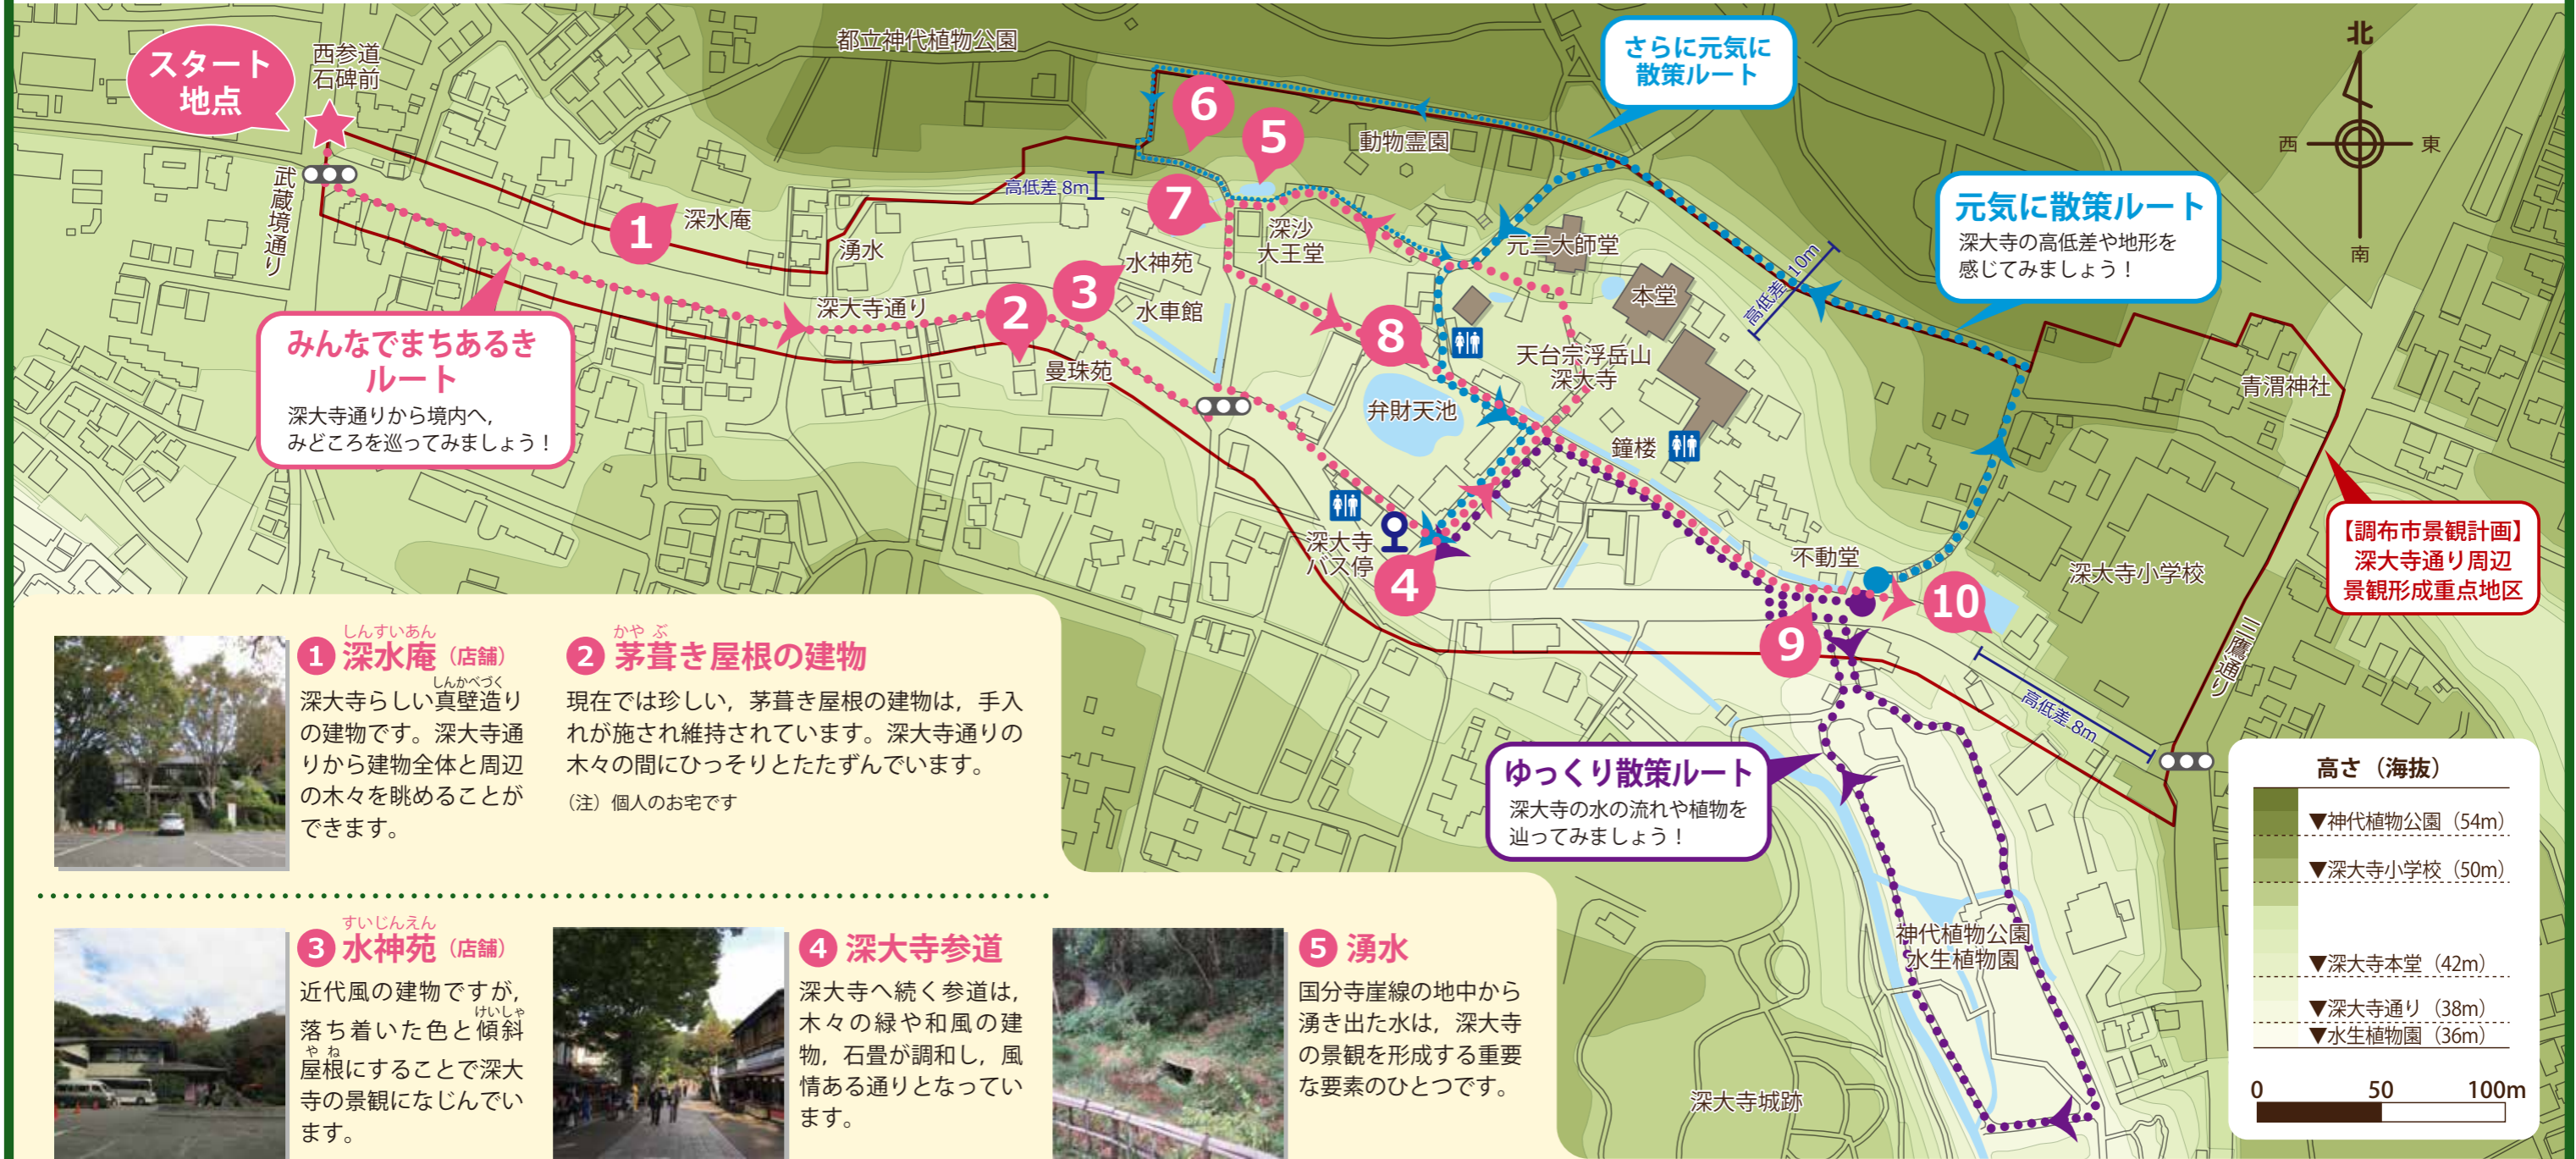 スタート
地点
西参道
石碑前
武蔵境通り
都立神代植物公園
さらに元気に
散策ルート
北
西
東
南
元気に散策ルート
深大寺の高低差や地形を
感じてみましょう！
6
5
動物霊園
高低差 8m
7
深沙
大王堂
1
深水庵
湧水
水神苑
3
水車館
2
深大寺通り
曼珠苑
元三大師堂
本堂
高低差 10m
8
天台宗浮岳山
深大寺
弁財天池
鐘楼
青渭神社
みんなでまちあるき
ルート
深大寺通りから境内へ，
みどころを巡ってみましょう！
深大寺
バス停
4
不動堂
10
9
深大寺小学校
【調布市景観計画】
深大寺通り周辺
景観形成重点地区
三鷹通り
高低差 8m
ゆっくり散策ルート
深大寺の水の流れや植物を
辿ってみましょう！
神代植物公園
水生植物園
深大寺城跡
高さ（海抜）
▼神代植物公園（54m）
▼深大寺小学校（50m）
▼深大寺本堂（42m）
▼深大寺通り（38m）
▼水生植物園（36m）
0 50 100m
しんすいあん
1 深水庵（店舗）
しんかべづく
深大寺らしい真壁造り
の建物です。深大寺通
りから建物全体と周辺
の木々を眺めることが
できます。
かや ぶ
2 茅葺き屋根の建物
現在では珍しい，茅葺き屋根の建物は，手入
れが施され維持されています。深大寺通りの
木々の間にひっそりとたたずんでいます。
（注）個人のお宅です
すいじんえん
3 水神苑（店舗）
近代風の建物ですが，
けいしゃ
落ち着いた色と傾斜
や ね
屋根にすることで深大
寺の景観になじんでい
ます。
4 深大寺参道
深大寺へ続く参道は，
木々の緑や和風の建
物，石畳が調和し，風
情ある通りとなってい
ます。
5 湧水
国分寺崖線の地中から
湧き出た水は，深大寺
の景観を形成する重要
な要素のひとつです。